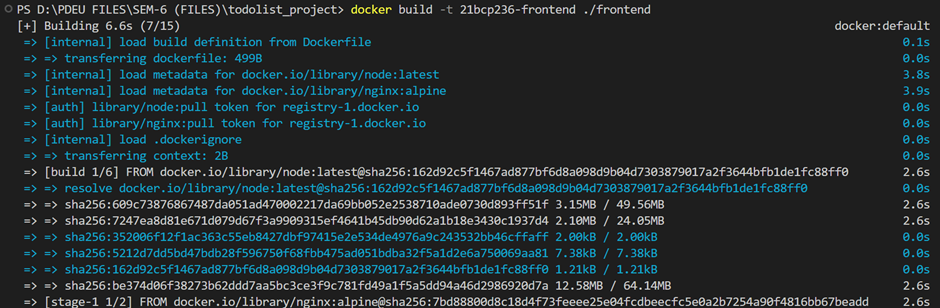 PS D:\PDEU FILES\SEM-6 (FILES)\todolist_project> docker build -t 21bcp236-frontend ./frontend
[+] Building 6.6s (7/15) docker:default
=> [internal] load build definition from Dockerfile 0.1s
=> => transferring dockerfile: 499B 0.0s
=> [internal] load metadata for docker.io/library/node:latest 3.8s
=> [internal] load metadata for docker.io/library/nginx:alpine 3.9s
=> [auth] library/node:pull token for registry-1.docker.io 0.0s
=> [auth] library/nginx:pull token for registry-1.docker.io 0.0s
=> [internal] load .dockerignore 0.0s
=> => transferring context: 2B 0.0s
=> [build 1/6] FROM docker.io/library/node:latest@sha256:162d92c5f1467ad877bf6d8a098d9b04d7303879017a2f3644bfb1de1fc88ff0 2.6s
=> => resolve docker.io/library/node:latest@sha256:162d92c5f1467ad877bf6d8a098d9b04d7303879017a2f3644bfb1de1fc88ff0 0.0s
=> => sha256:609c73876867487da051ad470002217da69bb052e2538710ade0730d893ff51f 3.15MB / 49.56MB 2.6s
=> => sha256:7247ea8d81e671d079d67f3a9909315ef4641b45db90d62a1b18e3430c1937d4 2.10MB / 24.05MB 2.6s
=> => sha256:352006f12f1ac363c55eb8427dbf97415e2e534de4976a9c243532bb46cffaff 2.00kB / 2.00kB 0.0s
=> => sha256:5212d7dd5bd47bdb28f596750f68fbb475ad051bdba32f5a1d2e6a750069aa81 7.38kB / 7.38kB 0.0s
=> => sha256:162d92c5f1467ad877bf6d8a098d9b04d7303879017a2f3644bfb1de1fc88ff0 1.21kB / 1.21kB 0.0s
=> => sha256:be374d06f38273b62ddd7aa5bc3ce3f9c781fd49a1f5a5dd94a46d2986920d7a 12.58MB / 64.14MB 2.6s
=> [stage-1 1/2] FROM docker.io/library/nginx:alpine@sha256:7bd88800d8c18d4f73feeee25e04fcdbeecfc5e0a2b7254a90f4816bb67beadd 2.2s